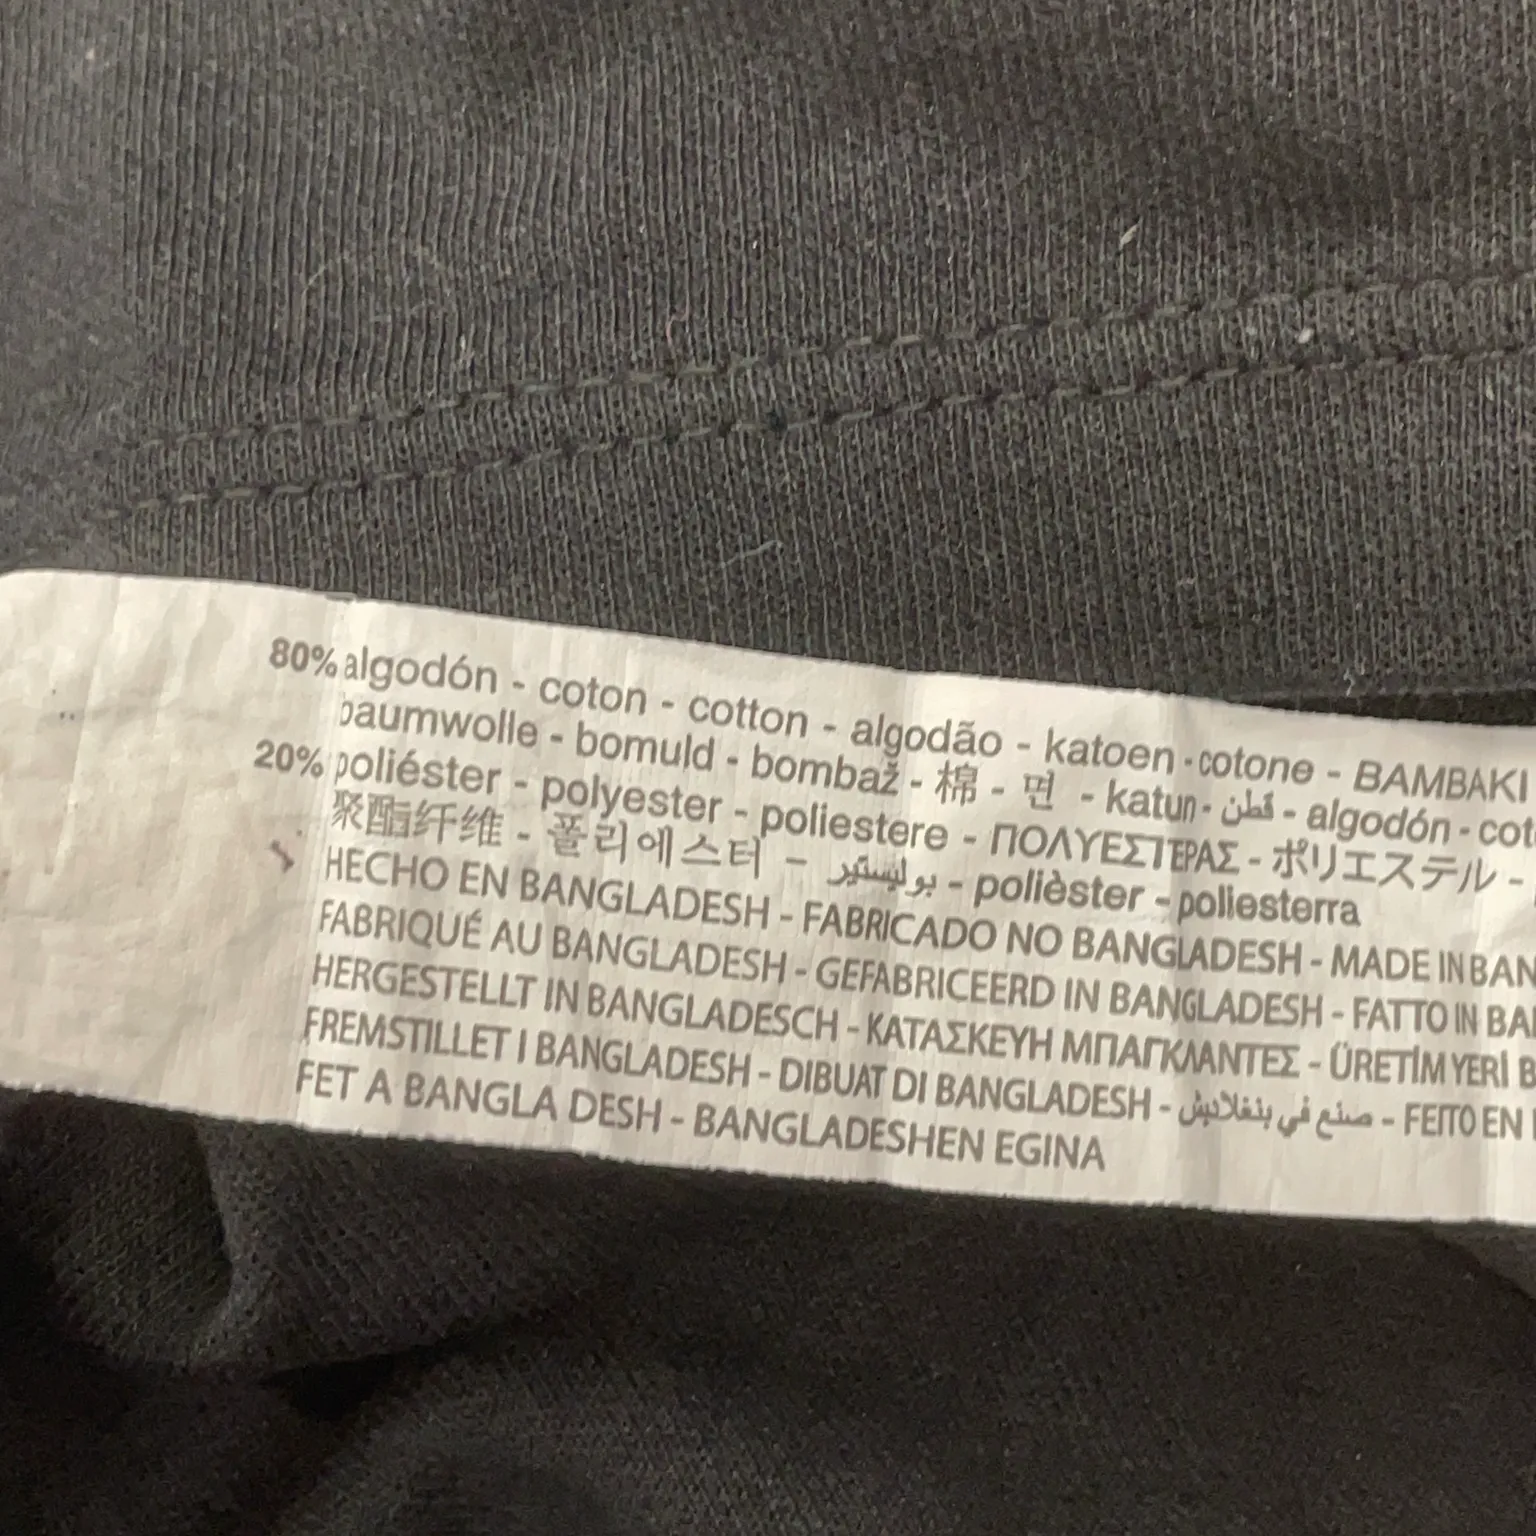 80% algodón - coton - cotton - algodão - katoen - cotone - BAMBAKI
baumwolle - bomuld - bombaž - 棉 - 면 - katun - قطن - algodón - cot
20% poliéster - polyester - poliestere - ΠΟΛΥΕΣΤΕΡΑΣ - ポリエステル -
聚酯纤维 - 폴리에스터 - بوليستير - polièster - poliesterra
HECHO EN BANGLADESH - FABRICADO NO BANGLADESH - MADE IN BAN
FABRIQUÉ AU BANGLADESH - GEFABRICEERD IN BANGLADESH - FATTO IN BA
HERGESTELLT IN BANGLADESCH - ΚΑΤΑΣΚΕΥΗ ΜΠΑΓΚΛΑΝΤΕΣ - ÜRETİM YERİ B
FREMSTILLET I BANGLADESH - DIBUAT DI BANGLADESH - صنع في بنغلاديش - FEITO EN
FET A BANGLA DESH - BANGLADESHEN EGINA